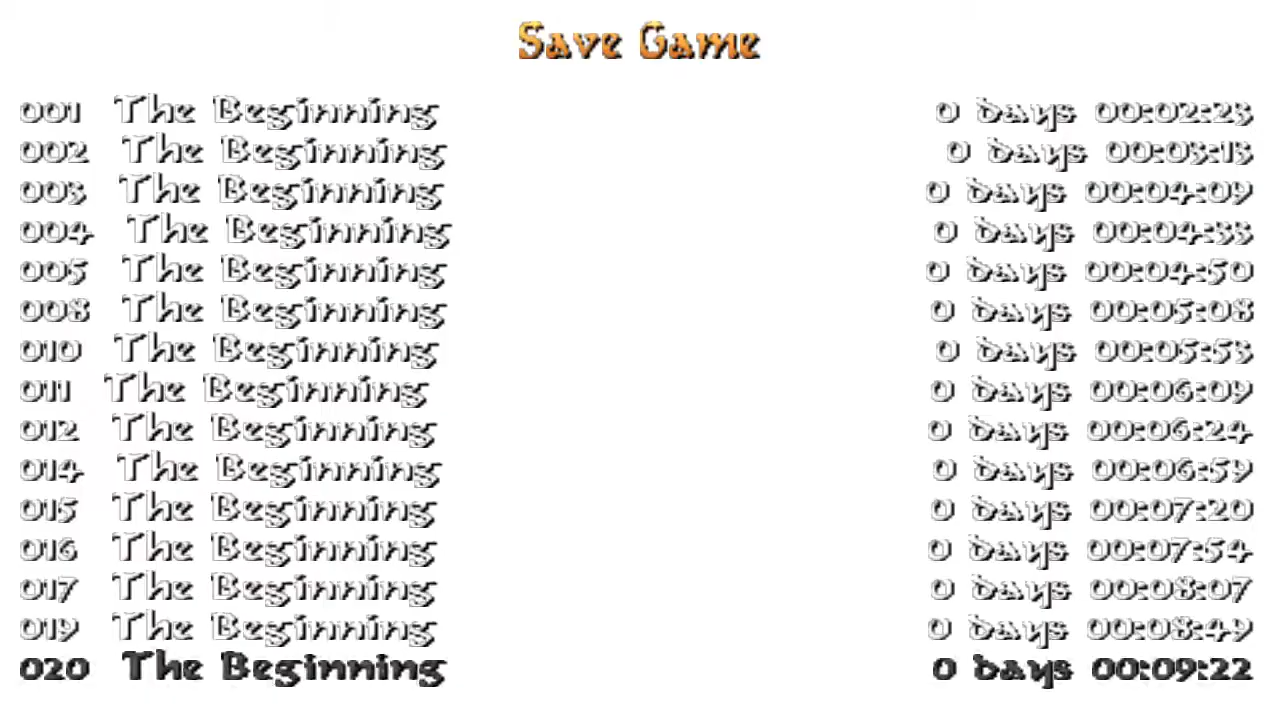 Save Game
001 The Beginning 0 days 00:02:23
002 The Beginning 0 days 00:03:13
003 The Beginning 0 days 00:04:09
004 The Beginning 0 days 00:04:33
005 The Beginning 0 days 00:04:50
008 The Beginning 0 days 00:05:08
010 The Beginning 0 days 00:05:53
011 The Beginning 0 days 00:06:09
012 The Beginning 0 days 00:06:24
014 The Beginning 0 days 00:06:59
015 The Beginning 0 days 00:07:20
016 The Beginning 0 days 00:07:54
017 The Beginning 0 days 00:08:07
019 The Beginning 0 days 00:08:49
020 The Beginning 0 days 00:09:22